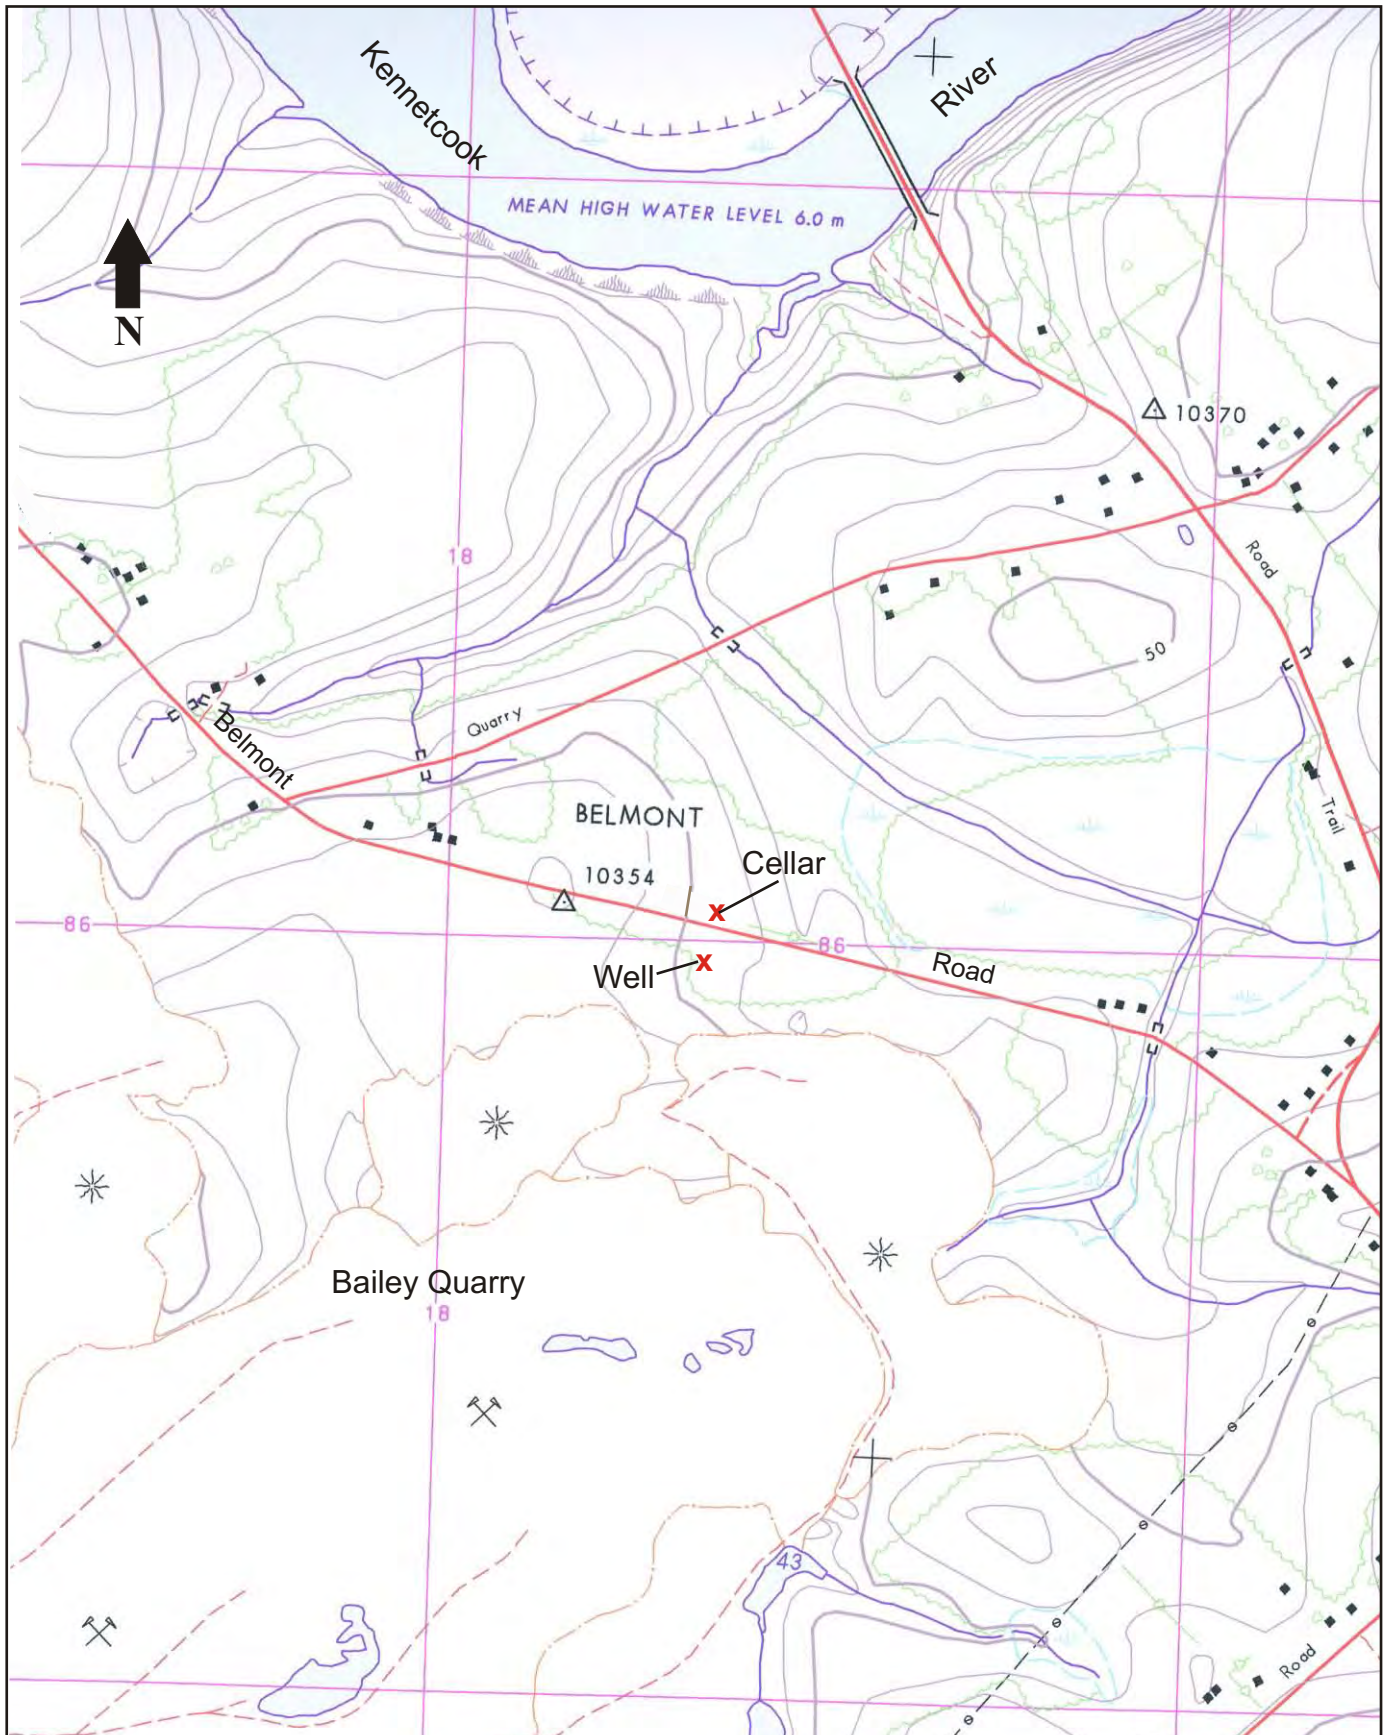 Kennetcook
River
MEAN HIGH WATER LEVEL 6.0 m
N
10370
18
Road
50
Belmont
Quarry
BELMONT
Trail
Cellar
10354
86
86
Well
Road
Bailey Quarry
18
43
Road